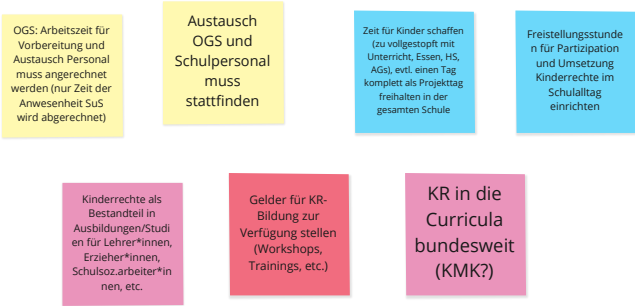 OGS: Arbeitszeit für
Vorbereitung und
Austausch Personal
muss angerechnet
werden (nur Zeit der
Anwesenheit SuS
wird abgerechnet)
Austausch
OGS und
Schulpersonal
muss
stattfinden
Zeit für Kinder schaffen
(zu vollgestopft mit
Unterricht, Essen, HS,
AGs), evtl. einen Tag
komplett als Projekttag
freihalten in der
gesamten Schule
Freistellungsstunde
n für Partizipation
und Umsetzung
Kinderrechte im
Schulalltag
einrichten
Kinderrechte als
Bestandteil in
Ausbildungen/Studi
en für Lehrer*innen,
Erzieher*innen,
Schulsoz.arbeiter*in
nen, etc.
Gelder für KR-
Bildung zur
Verfügung stellen
(Workshops,
Trainings, etc.)
KR in die
Curricula
bundesweit
(KMK?)